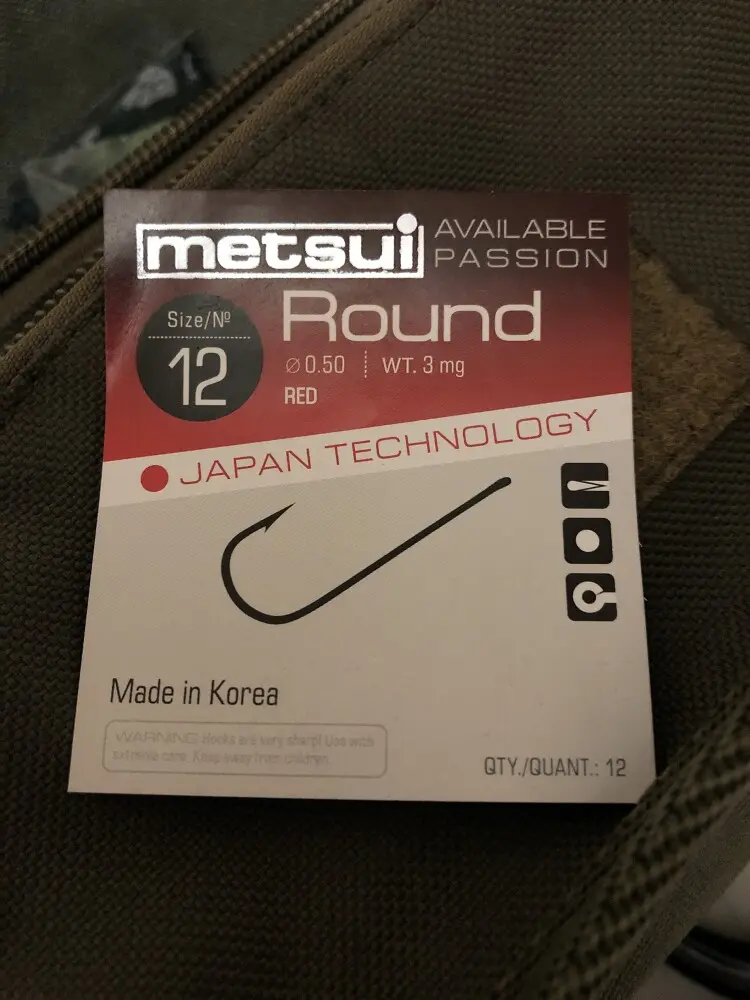 metsui
AVAILABLE
PASSION
Size/№
12
Round
⌀ 0.50 | WT. 3 mg
RED
JAPAN TECHNOLOGY
Made in Korea
WARNING Hooks are very sharp! Use with
extreme care. Keep away from children.
QTY./QUANT.: 12